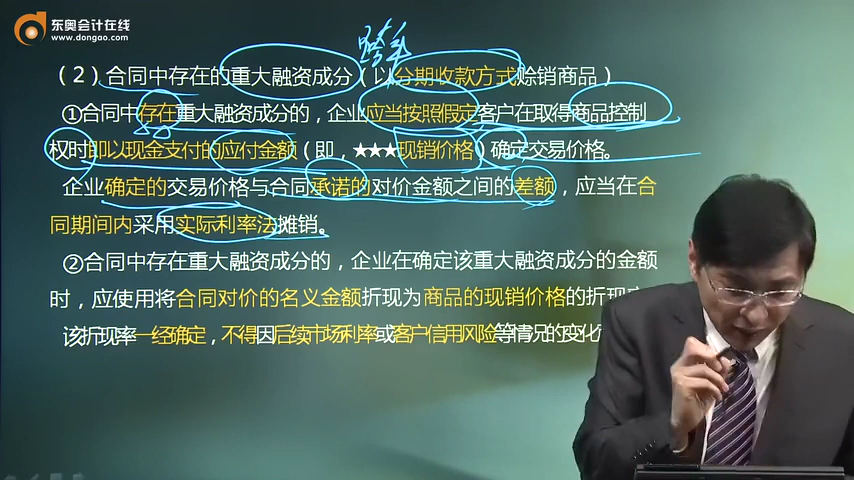 东奥会计在线
www.dongao.com
跨年
（2）合同中存在的重大融资成分（以分期收款方式赊销商品）
①合同中存在重大融资成分的，企业应当按照假定客户在取得商品控制
权时即以现金支付的应付金额（即，★★★现销价格）确定交易价格。
企业确定的交易价格与合同承诺的对价金额之间的差额，应当在合
同期间内采用实际利率法摊销。
②合同中存在重大融资成分的，企业在确定该重大融资成分的金额
时，应使用将合同对价的名义金额折现为商品的现销价格的折现
该折现率一经确定，不得因后续市场利率或客户信用风险等情况的变化